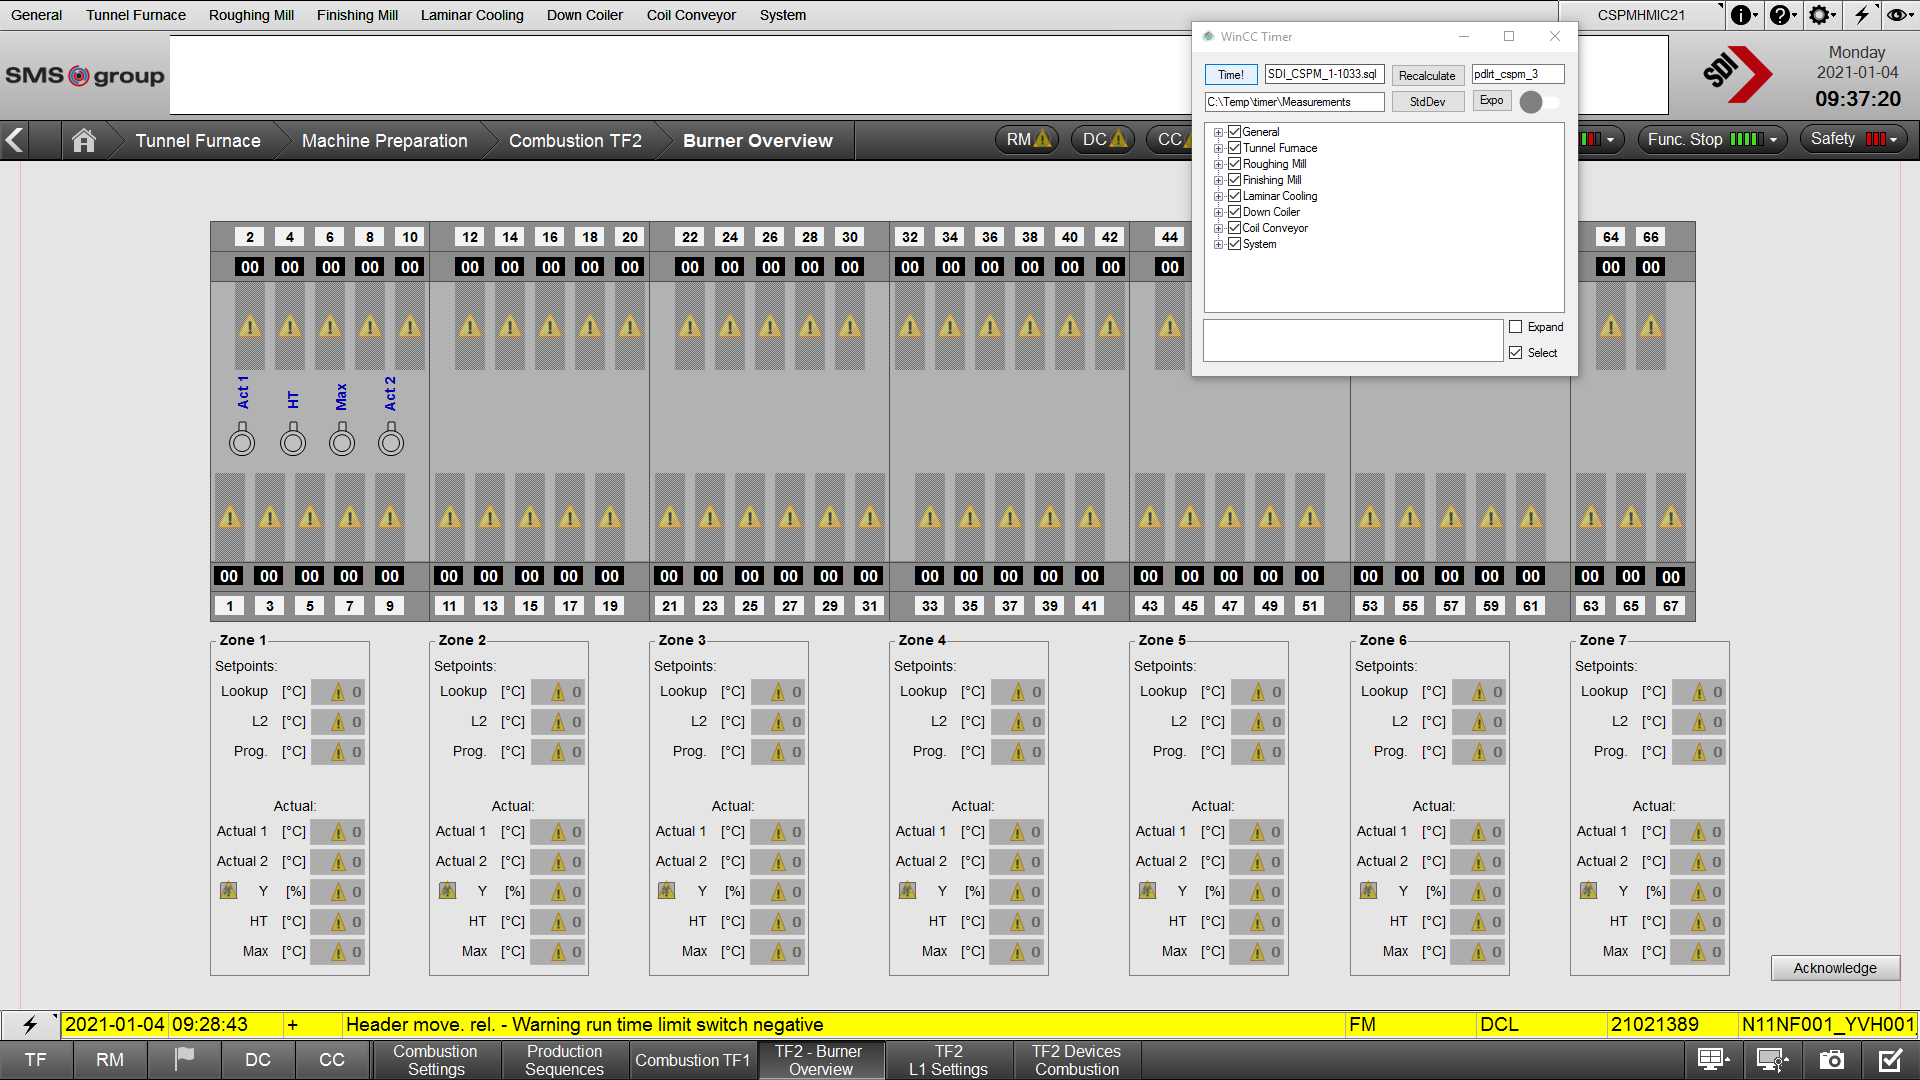 General Tunnel Furnace Roughing Mill Finishing Mill Laminar Cooling Down Coiler Coil Conveyor System CSPMHMIC21
SMS group
SDI
Monday
2021-01-04
09:37:20
WinCC Timer
Time! SDI_CSPM_1-1033.sql Recalculate pdlrt_cspm_3
C:\Temp\timer\Measurements StdDev Expo
General
Tunnel Furnace
Roughing Mill
Finishing Mill
Laminar Cooling
Down Coiler
Coil Conveyor
System
Expand
Select
Tunnel Furnace Machine Preparation Combustion TF2 Burner Overview RM DC CC Func. Stop Safety
2 4 6 8 10 12 14 16 18 20 22 24 26 28 30 32 34 36 38 40 42 44 64 66
00 00 00 00 00 00 00 00 00 00 00 00 00 00 00 00 00 00 00 00 00 00 00 00
Act 1 HT Max Act 2
00 00 00 00 00 00 00 00 00 00 00 00 00 00 00 00 00 00 00 00 00 00 00 00 00 00 00 00 00 00 00 00 00 00
1 3 5 7 9 11 13 15 17 19 21 23 25 27 29 31 33 35 37 39 41 43 45 47 49 51 53 55 57 59 61 63 65 67
Zone 1 Zone 2 Zone 3 Zone 4 Zone 5 Zone 6 Zone 7
Setpoints: Setpoints: Setpoints: Setpoints: Setpoints: Setpoints: Setpoints:
Lookup [°C] 0 Lookup [°C] 0 Lookup [°C] 0 Lookup [°C] 0 Lookup [°C] 0 Lookup [°C] 0 Lookup [°C] 0
L2 [°C] 0 L2 [°C] 0 L2 [°C] 0 L2 [°C] 0 L2 [°C] 0 L2 [°C] 0 L2 [°C] 0
Prog. [°C] 0 Prog. [°C] 0 Prog. [°C] 0 Prog. [°C] 0 Prog. [°C] 0 Prog. [°C] 0 Prog. [°C] 0
Actual: Actual: Actual: Actual: Actual: Actual: Actual:
Actual 1 [°C] 0 Actual 1 [°C] 0 Actual 1 [°C] 0 Actual 1 [°C] 0 Actual 1 [°C] 0 Actual 1 [°C] 0 Actual 1 [°C] 0
Actual 2 [°C] 0 Actual 2 [°C] 0 Actual 2 [°C] 0 Actual 2 [°C] 0 Actual 2 [°C] 0 Actual 2 [°C] 0 Actual 2 [°C] 0
Y [%] 0 Y [%] 0 Y [%] 0 Y [%] 0 Y [%] 0 Y [%] 0 Y [%] 0
HT [°C] 0 HT [°C] 0 HT [°C] 0 HT [°C] 0 HT [°C] 0 HT [°C] 0 HT [°C] 0
Max [°C] 0 Max [°C] 0 Max [°C] 0 Max [°C] 0 Max [°C] 0 Max [°C] 0 Max [°C] 0
Acknowledge
2021-01-04 09:28:43 + Header move. rel. - Warning run time limit switch negative FM DCL 21021389 N11NF001_YVH001
TF RM DC CC Combustion Settings Production Sequences Combustion TF1 TF2 - Burner Overview TF2 L1 Settings TF2 Devices Combustion